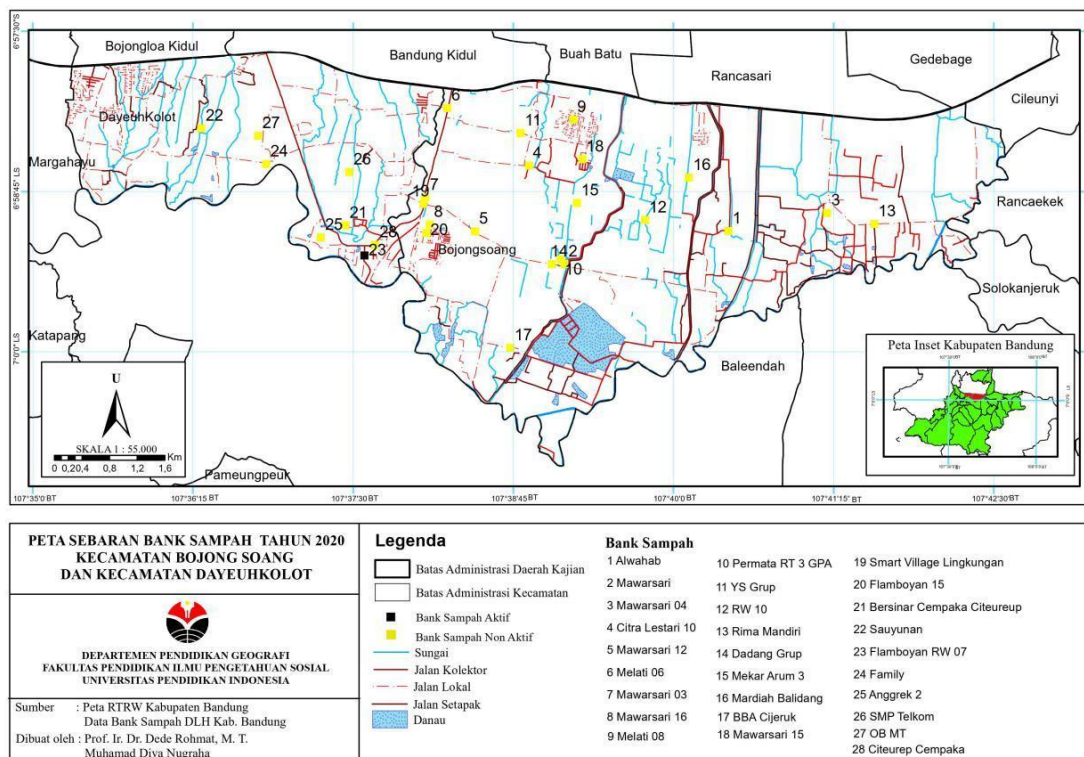 6°57'30"S
6°58'45" LS
7°0'0" LS
Bojongloa Kidul
Bandung Kidul
Buah Batu
Rancasari
Gedebage
Cileunyi
DayeuhKolot
Margahayu
Rancaekek
Bojongsoang
Solokanjeruk
Katapang
Baleendah
Pameungpeuk
22
27
24
26
6
11
9
4
18
16
19
7
15
12
3
13
25
21
28
23
8
20
5
1
142
10
17
U
SKALA 1 : 55.000
0 0,20,4 0,8 1,2 1,6 Km
Peta Inset Kabupaten Bandung
107°35'0 BT
107°36'15 BT
107°37'30 BT
107°38'45 BT
107°40'0 BT
107°41'15 BT
107°42'30 BT
PETA SEBARAN BANK SAMPAH TAHUN 2020
KECAMATAN BOJONG SOANG
DAN KECAMATAN DAYEUHKOLOT
DEPARTEMEN PENDIDIKAN GEOGRAFI
FAKULTAS PENDIDIKAN ILMU PENGETAHUAN SOSIAL
UNIVERSITAS PENDIDIKAN INDONESIA
Sumber : Peta RTRW Kabupaten Bandung
Data Bank Sampah DLH Kab. Bandung
Dibuat oleh : Prof. Ir. Dr. Dede Rohmat, M. T.
Muhamad Diva Nugraha
Legenda
Batas Administrasi Daerah Kajian
Batas Administrasi Kecamatan
Bank Sampah Aktif
Bank Sampah Non Aktif
Sungai
Jalan Kolektor
Jalan Lokal
Jalan Setapak
Danau
Bank Sampah
1 Alwahab
2 Mawarsari
3 Mawarsari 04
4 Citra Lestari 10
5 Mawarsari 12
6 Melati 06
7 Mawarsari 03
8 Mawarsari 16
9 Melati 08
10 Permata RT 3 GPA
11 YS Grup
12 RW 10
13 Rima Mandiri
14 Dadang Grup
15 Mekar Arum 3
16 Mardiah Balidang
17 BBA Cijeruk
18 Mawarsari 15
19 Smart Village Lingkungan
20 Flamboyan 15
21 Bersinar Cempaka Citeureup
22 Sauyunan
23 Flamboyan RW 07
24 Family
25 Anggrek 2
26 SMP Telkom
27 OB MT
28 Citeurep Cempaka